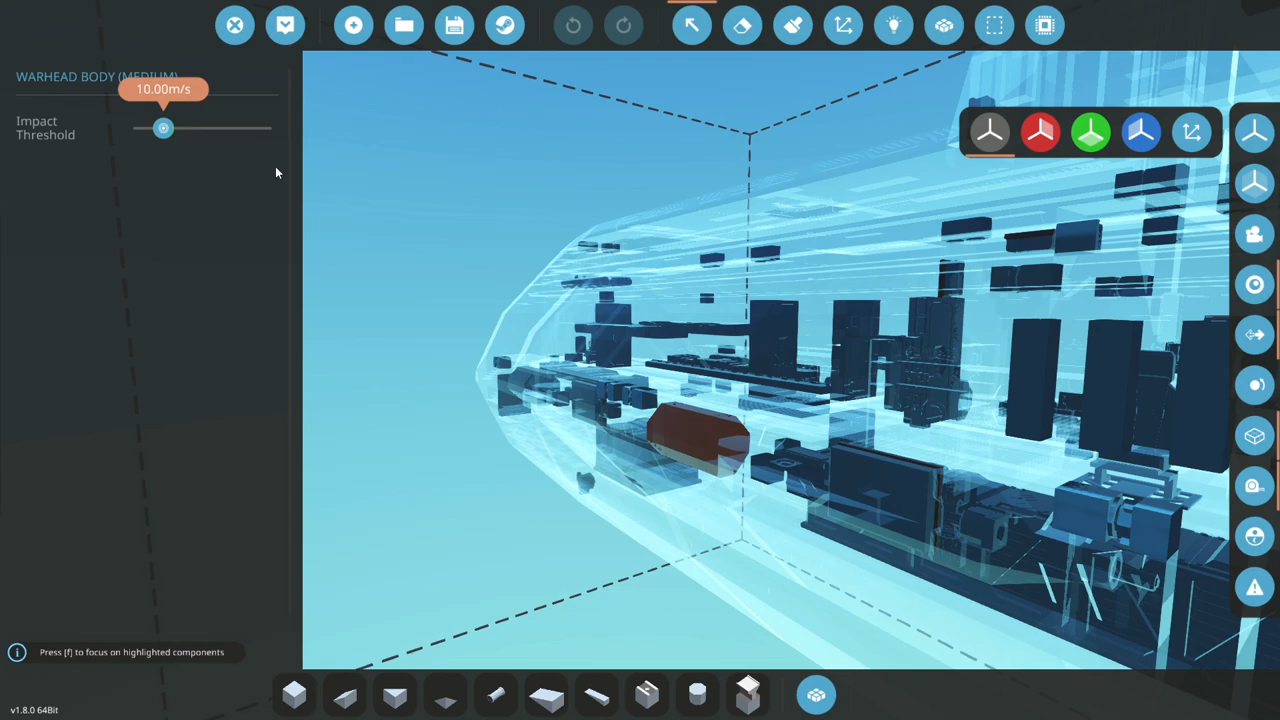 WARHEAD BODY (MEDIUM)
10.00m/s
Impact
Threshold
Press [f] to focus on highlighted components
v1.8.0 64Bit